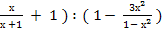 x/(x+1) + 1 ) : ( 1 − 3x²/(1−x²) )